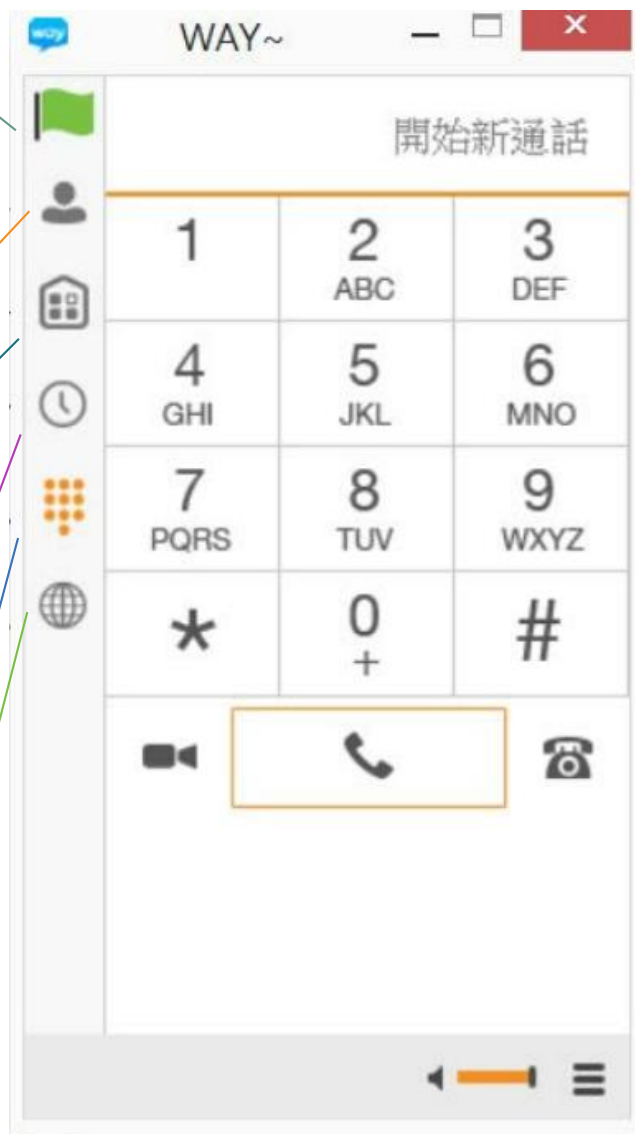 way WAY~
開始新通話
1 2 3
ABC DEF
4 5 6
GHI JKL MNO
7 8 9
PQRS TUV WXYZ
* 0 #
+